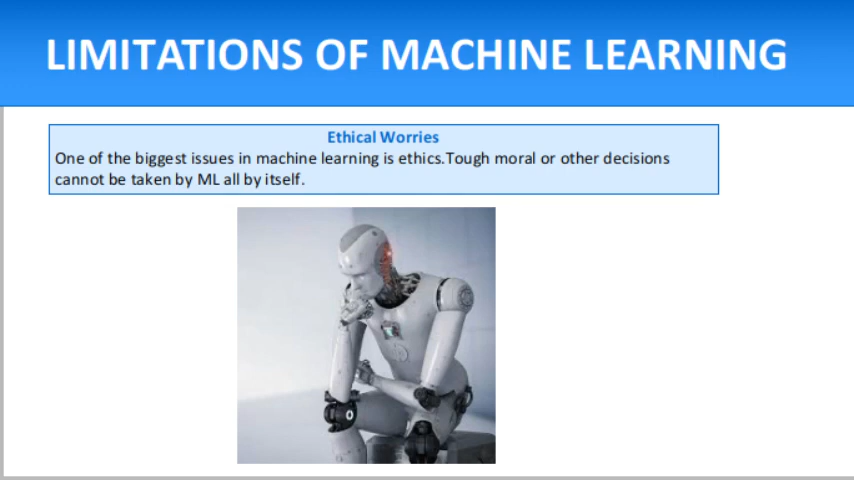 LIMITATIONS OF MACHINE LEARNING
Ethical Worries
One of the biggest issues in machine learning is ethics.Tough moral or other decisions
cannot be taken by ML all by itself.